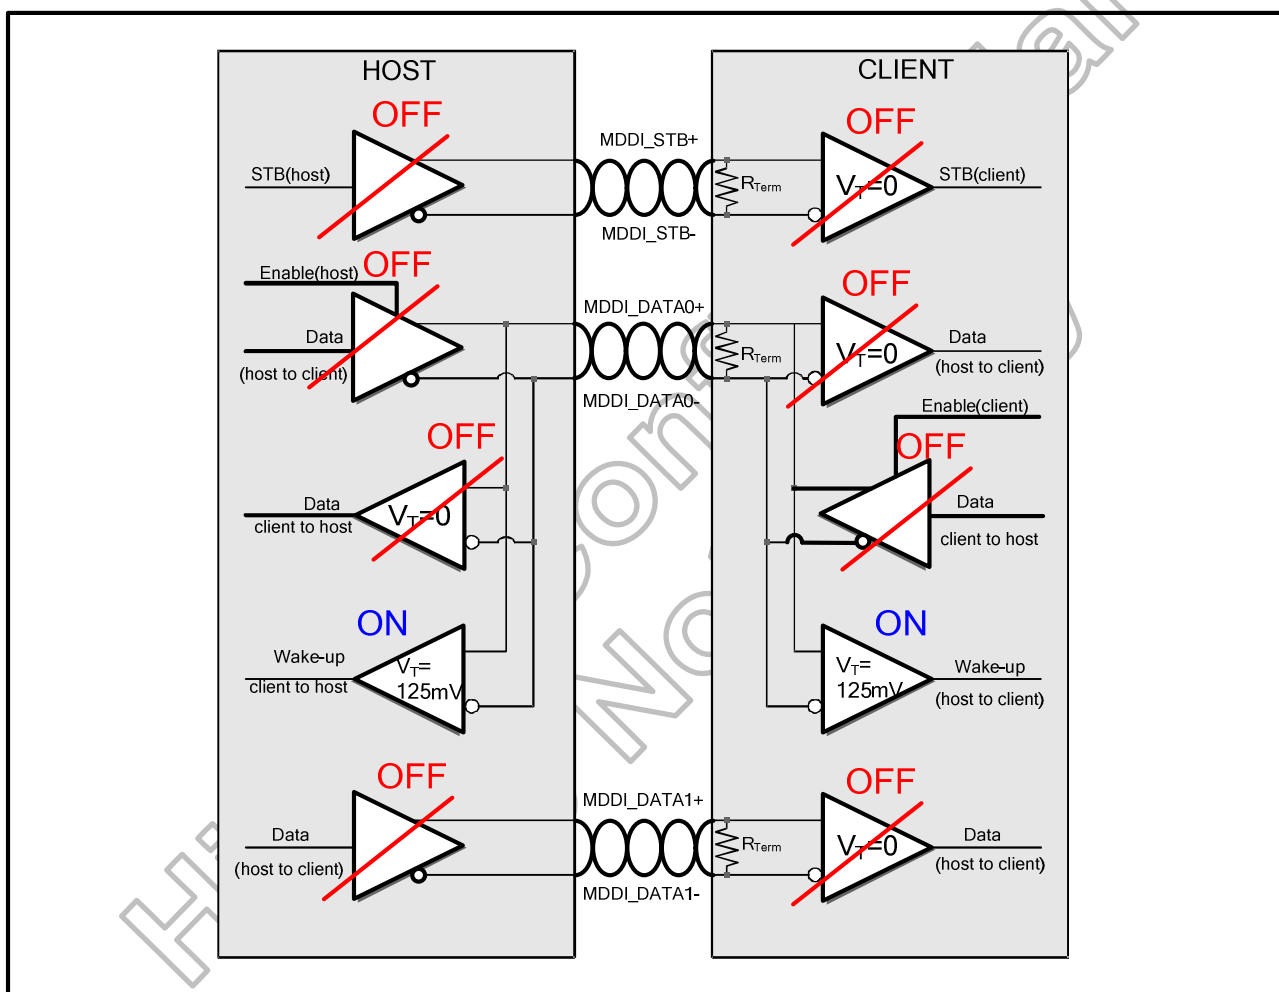 HOST
CLIENT
OFF
OFF
MDDI_STB+
STB(host)
RTerm
VT=0
STB(client)
MDDI_STB-
Enable(host)
OFF
OFF
MDDI_DATA0+
Data
(host to client)
RTerm
VT=0
Data
(host to client)
MDDI_DATA0-
Enable(client)
OFF
OFF
Data
client to host
VT=0
Data
client to host
ON
ON
Wake-up
client to host
VT=
125mV
VT=
125mV
Wake-up
(host to client)
OFF
OFF
MDDI_DATA1+
Data
(host to client)
RTerm
VT=0
Data
(host to client)
MDDI_DATA1-